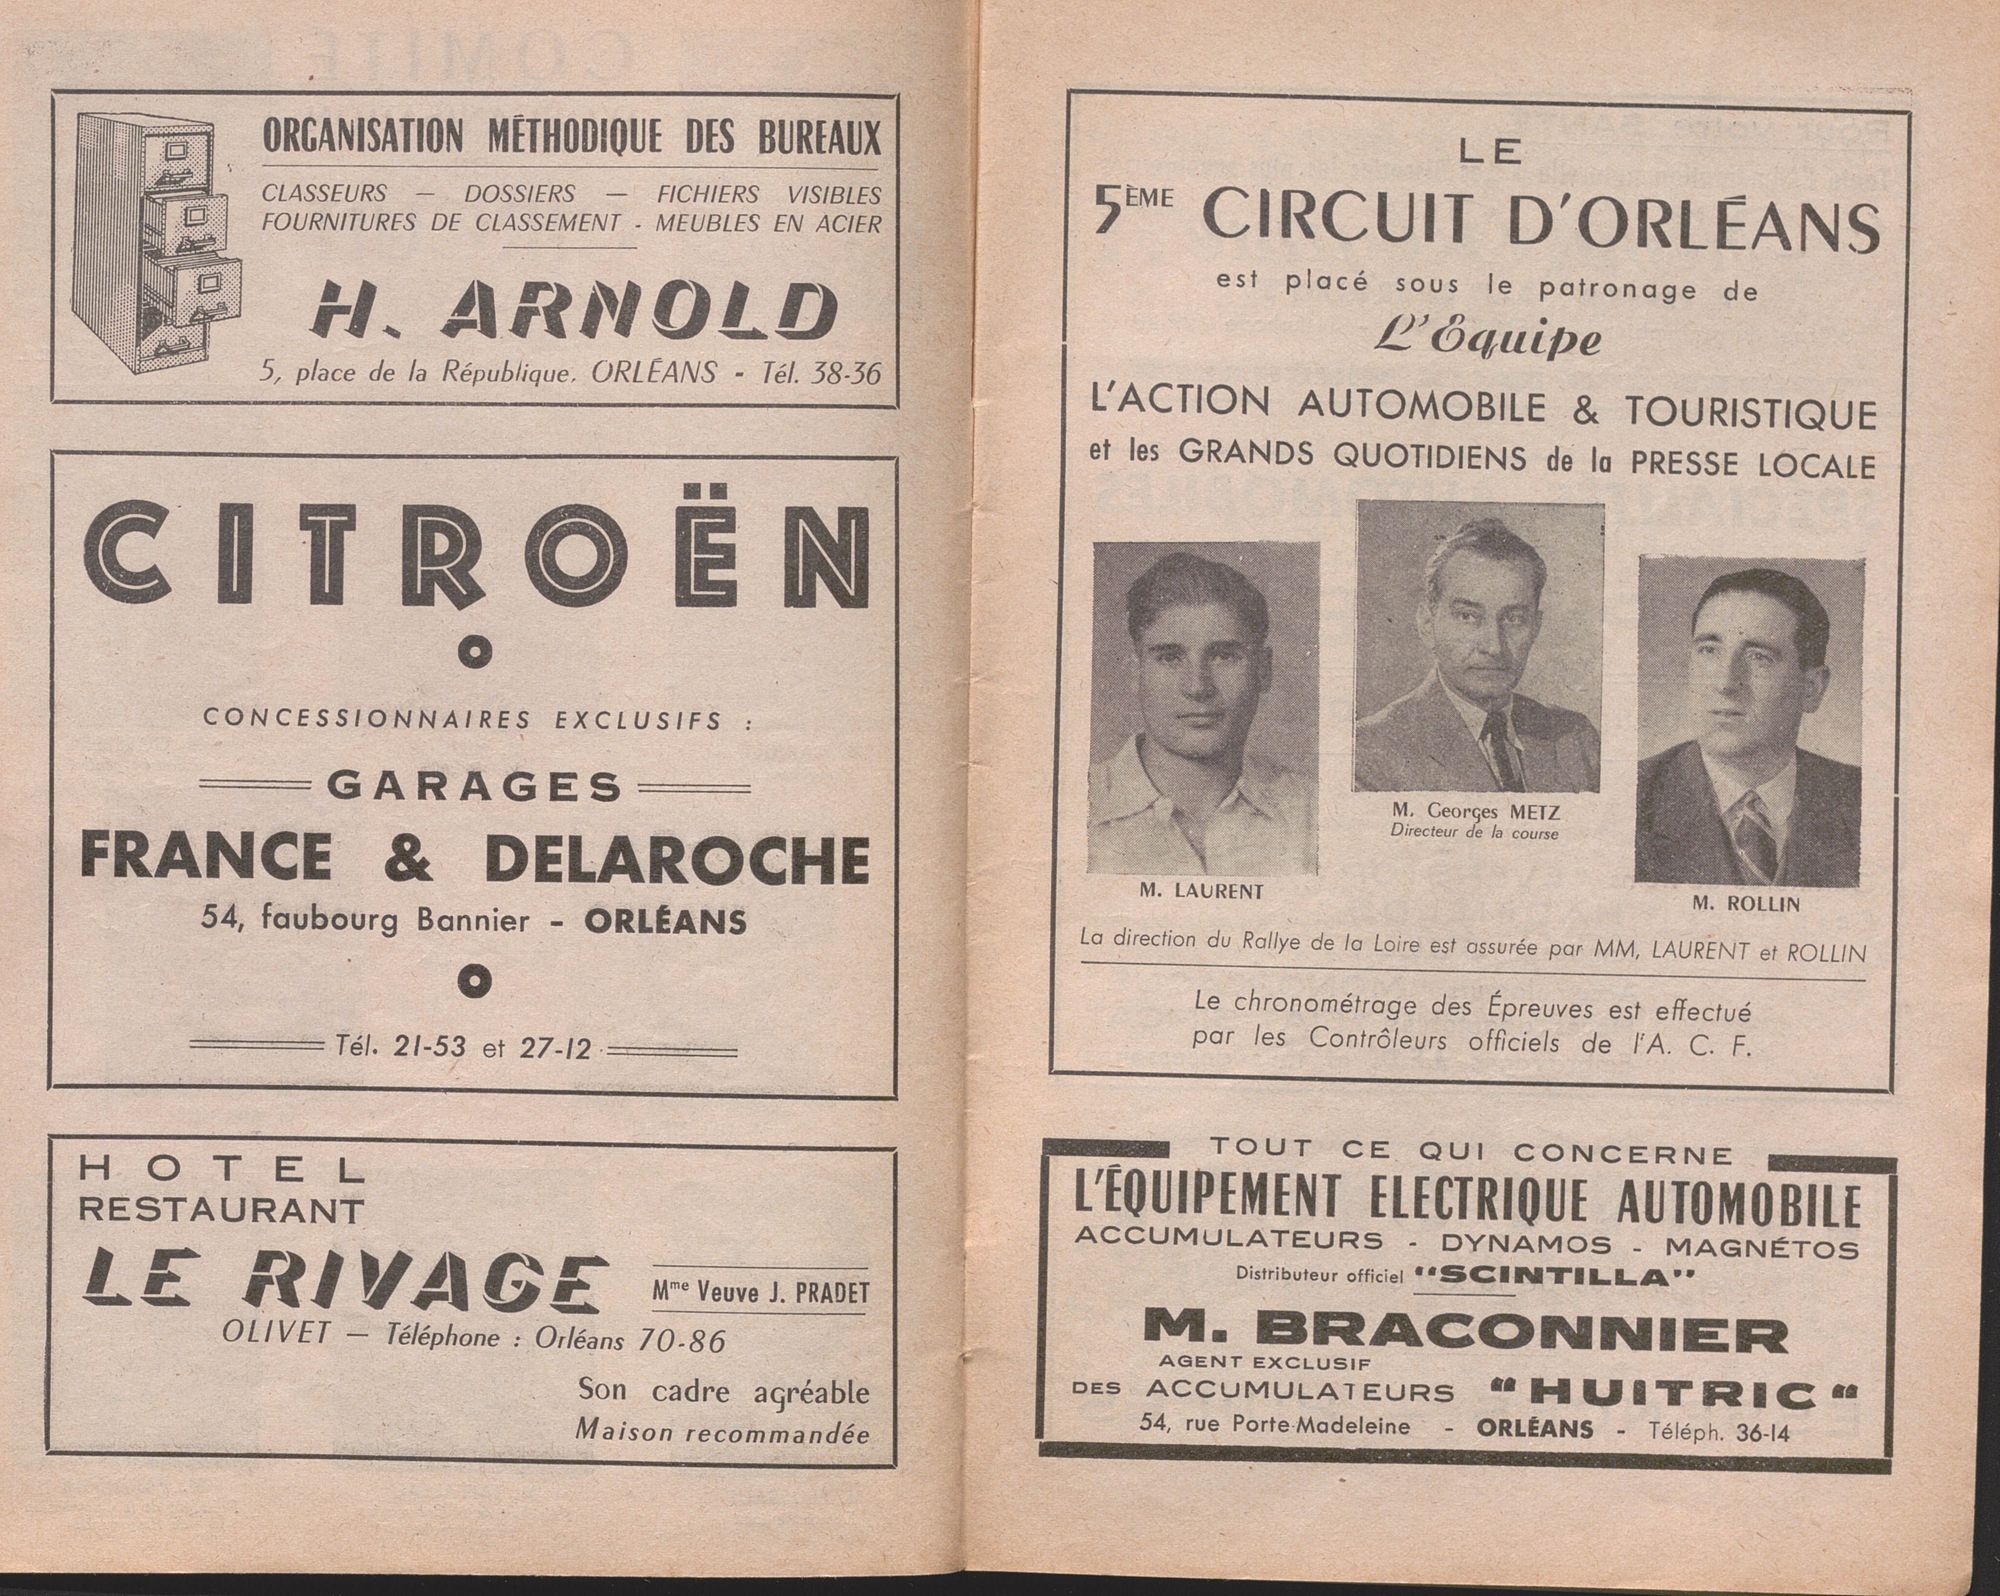 ORGANISATION MÉTHODIQUE DES BUREAUX
CLASSEURS — DOSSIERS — FICHIERS VISIBLES
FOURNITURES DE CLASSEMENT - MEUBLES EN ACIER
H. ARNOLD
5, place de la République. ORLÉANS - Tél. 38-36
CITROËN
CONCESSIONNAIRES EXCLUSIFS :
GARAGES
FRANCE & DELAROCHE
54, faubourg Bannier - ORLÉANS
Tél. 21-53 et 27-12
HOTEL
RESTAURANT
LE RIVAGE
Mme Veuve J. PRADET
OLIVET — Téléphone : Orléans 70-86
Son cadre agréable
Maison recommandée
LE
5ÈME CIRCUIT D'ORLÉANS
est placé sous le patronage de
L'Equipe
L'ACTION AUTOMOBILE & TOURISTIQUE
et les GRANDS QUOTIDIENS de la PRESSE LOCALE
M. Georges METZ
Directeur de la course
M. LAURENT
M. ROLLIN
La direction du Rallye de la Loire est assurée par MM, LAURENT et ROLLIN
Le chronométrage des Épreuves est effectué
par les Contrôleurs officiels de l'A. C. F.
TOUT CE QUI CONCERNE
L'ÉQUIPEMENT ELECTRIQUE AUTOMOBILE
ACCUMULATEURS - DYNAMOS - MAGNÉTOS
Distributeur officiel "SCINTILLA"
M. BRACONNIER
AGENT EXCLUSIF
DES ACCUMULATEURS "HUITRIC"
54, rue Porte-Madeleine - ORLÉANS - Téléph. 36-14